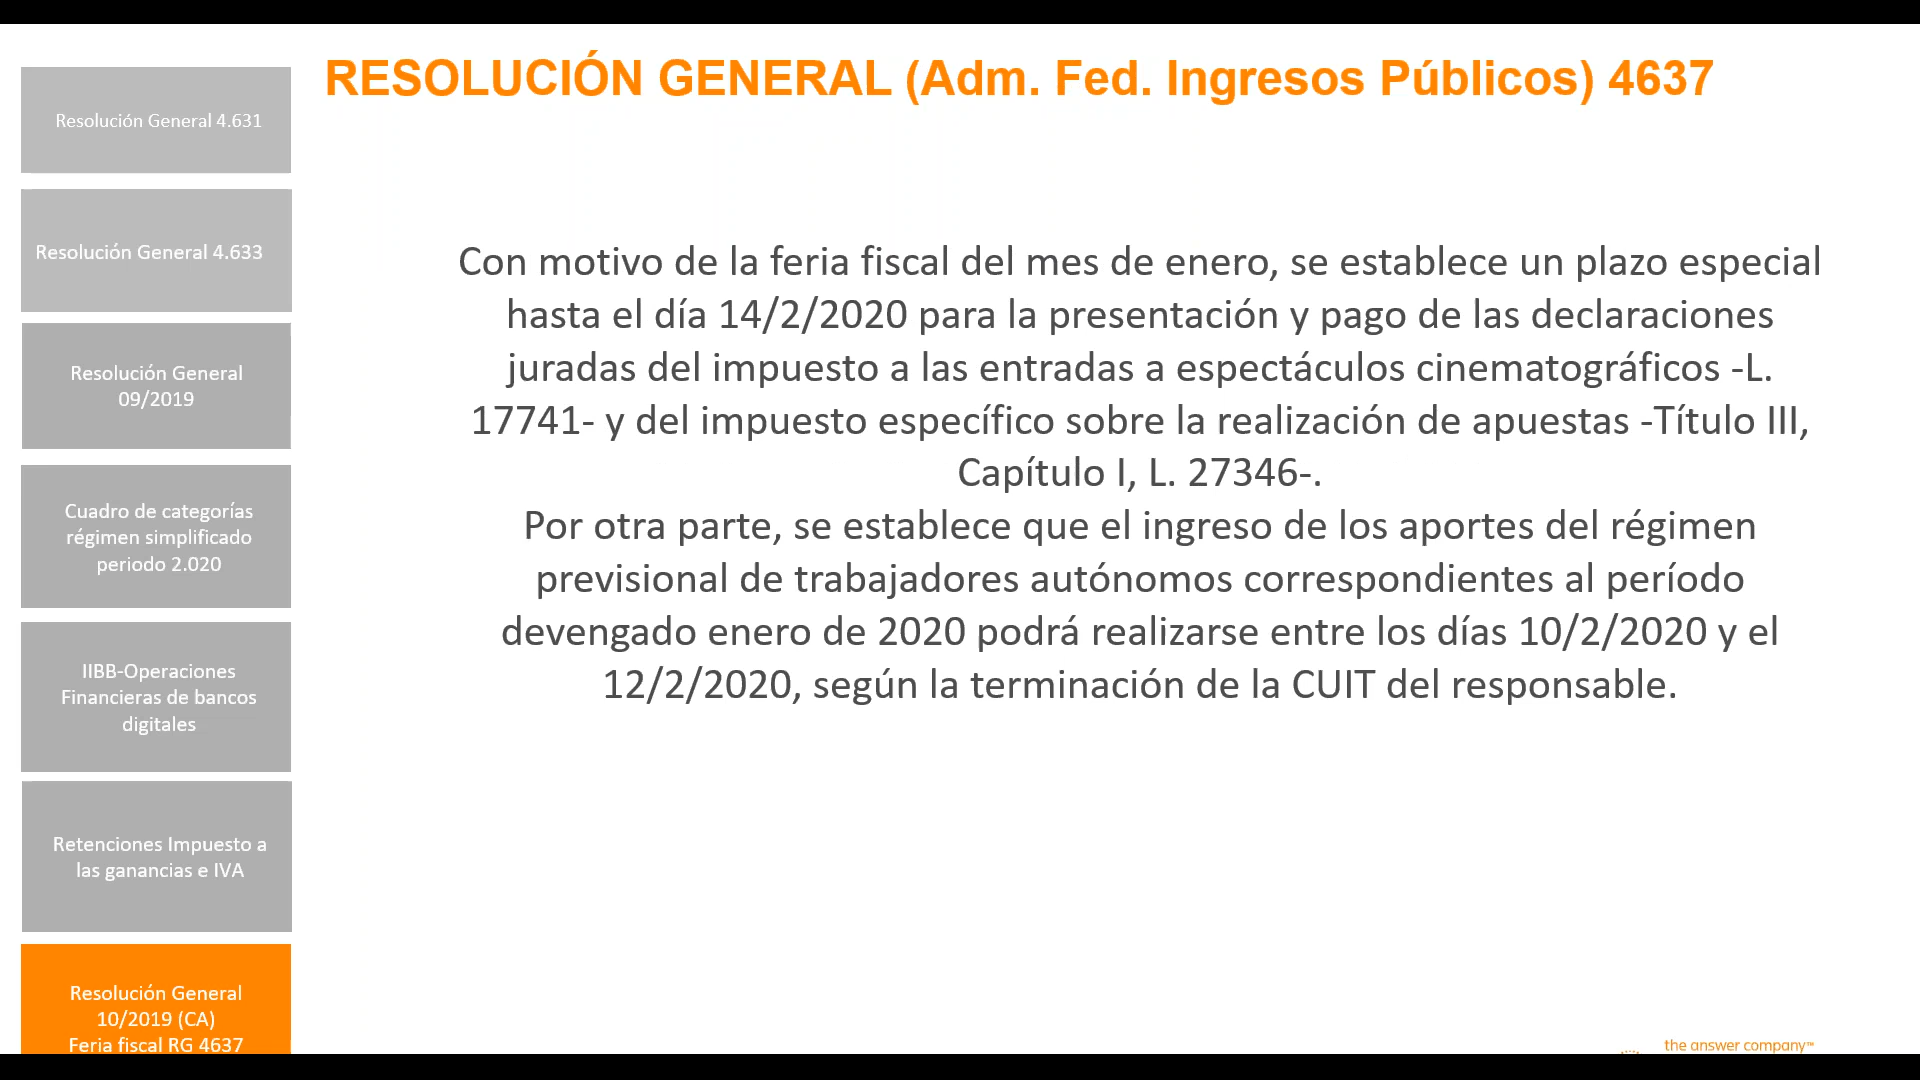 RESOLUCIÓN GENERAL (Adm. Fed. Ingresos Públicos) 4637
Resolución General 4.631
Resolución General 4.633
Resolución General
09/2019
Cuadro de categorías
régimen simplificado
periodo 2.020
IIBB-Operaciones
Financieras de bancos
digitales
Retenciones Impuesto a
las ganancias e IVA
Resolución General
10/2019 (CA)
Feria fiscal RG 4637
Con motivo de la feria fiscal del mes de enero, se establece un plazo especial
hasta el día 14/2/2020 para la presentación y pago de las declaraciones
juradas del impuesto a las entradas a espectáculos cinematográficos -L.
17741- y del impuesto específico sobre la realización de apuestas -Título III,
Capítulo I, L. 27346-.
Por otra parte, se establece que el ingreso de los aportes del régimen
previsional de trabajadores autónomos correspondientes al período
devengado enero de 2020 podrá realizarse entre los días 10/2/2020 y el
12/2/2020, según la terminación de la CUIT del responsable.
the answer company™